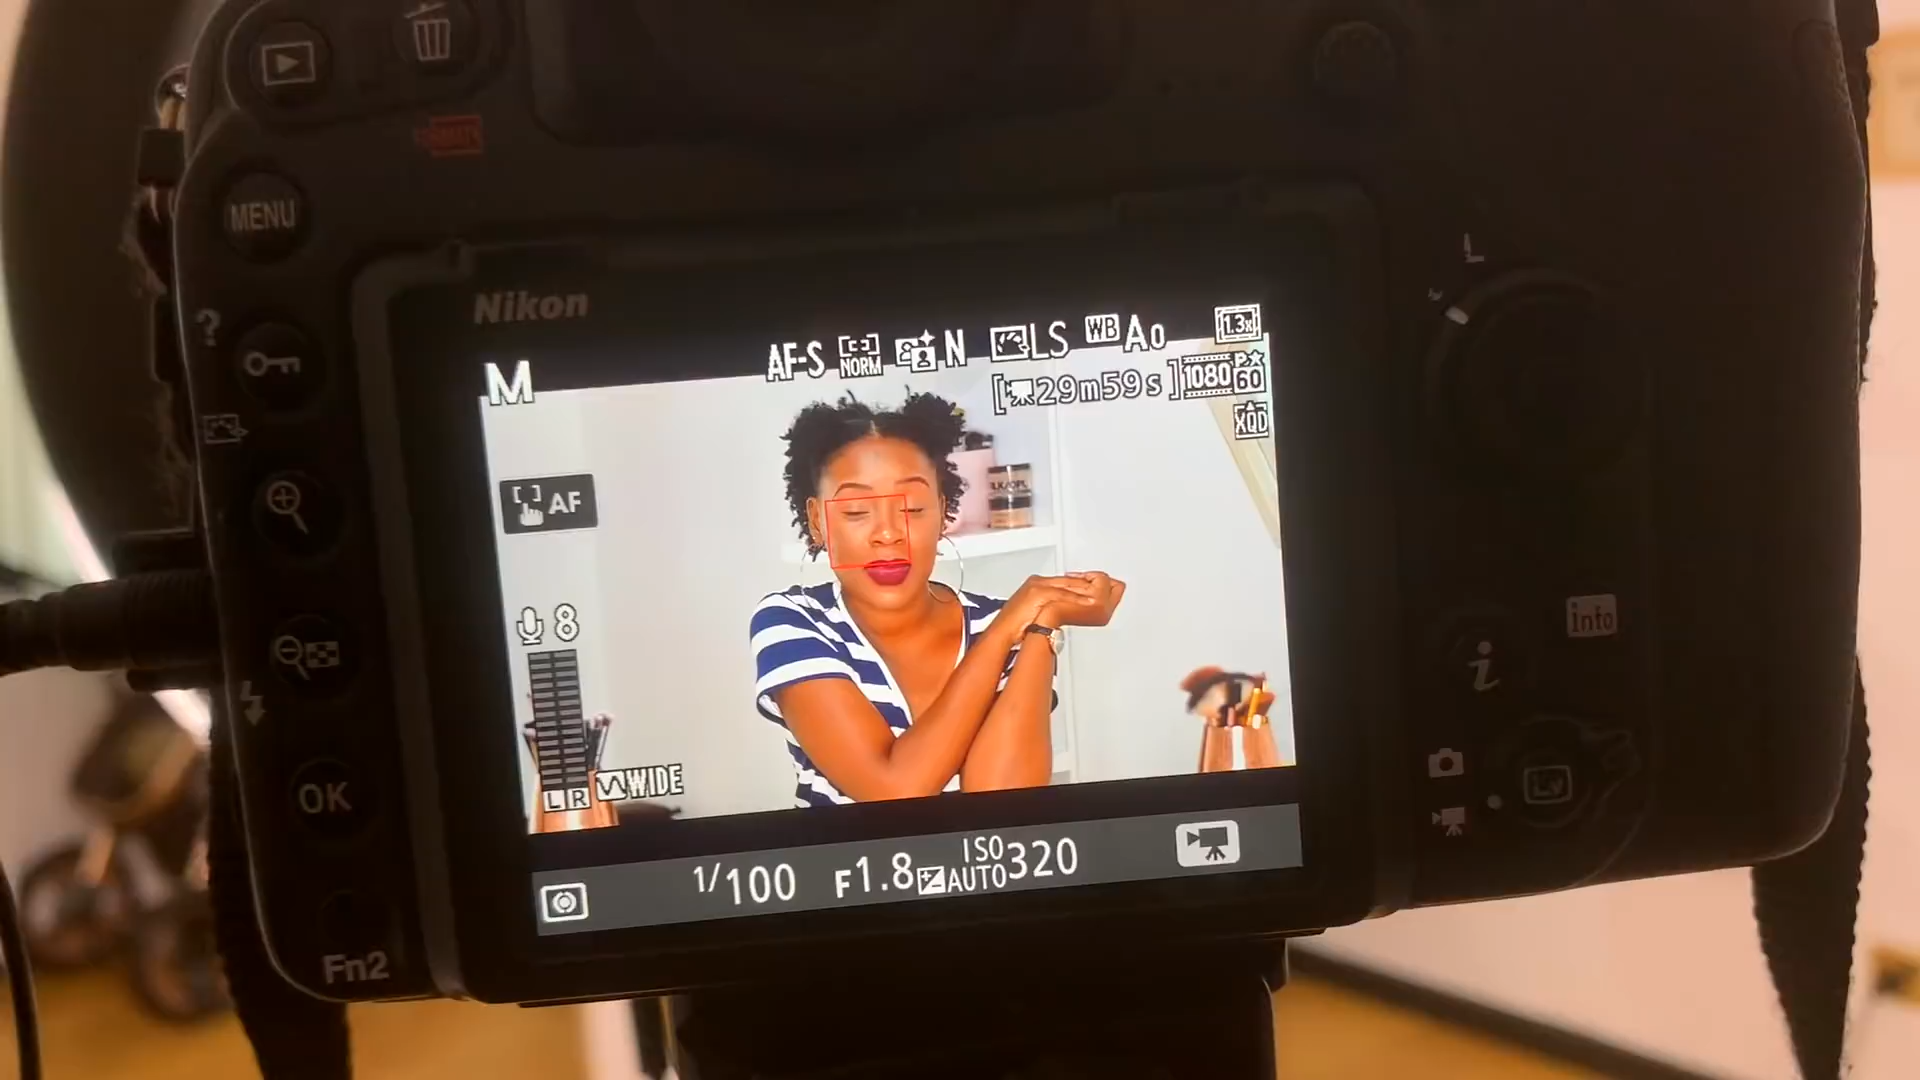 MENU
Nikon
M
AF-S
NORM
N
LS
WB
A0
1.3x
[29m59s]
1080
60
XQD
AF
8
L R
WIDE
1/100
F1.8
ISO
AUTO
320
?
OK
Fn2
L
info
i
Lv